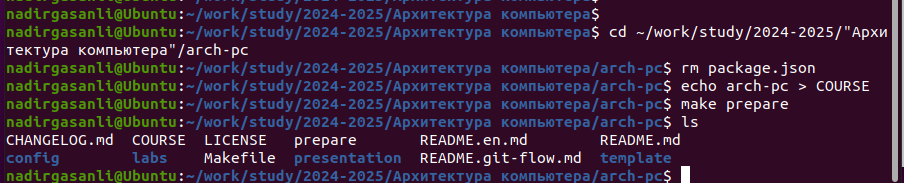 nadirgasanli@Ubuntu:~/work/study/2024-2025/Архитектура компьютера$
nadirgasanli@Ubuntu:~/work/study/2024-2025/Архитектура компьютера$ cd ~/work/study/2024-2025/"Архи
тектура компьютера"/arch-pc
nadirgasanli@Ubuntu:~/work/study/2024-2025/Архитектура компьютера/arch-pc$ rm package.json
nadirgasanli@Ubuntu:~/work/study/2024-2025/Архитектура компьютера/arch-pc$ echo arch-pc > COURSE
nadirgasanli@Ubuntu:~/work/study/2024-2025/Архитектура компьютера/arch-pc$ make prepare
nadirgasanli@Ubuntu:~/work/study/2024-2025/Архитектура компьютера/arch-pc$ ls
CHANGELOG.md COURSE LICENSE prepare README.en.md README.md
config labs Makefile presentation README.git-flow.md template
nadirgasanli@Ubuntu:~/work/study/2024-2025/Архитектура компьютера/arch-pc$